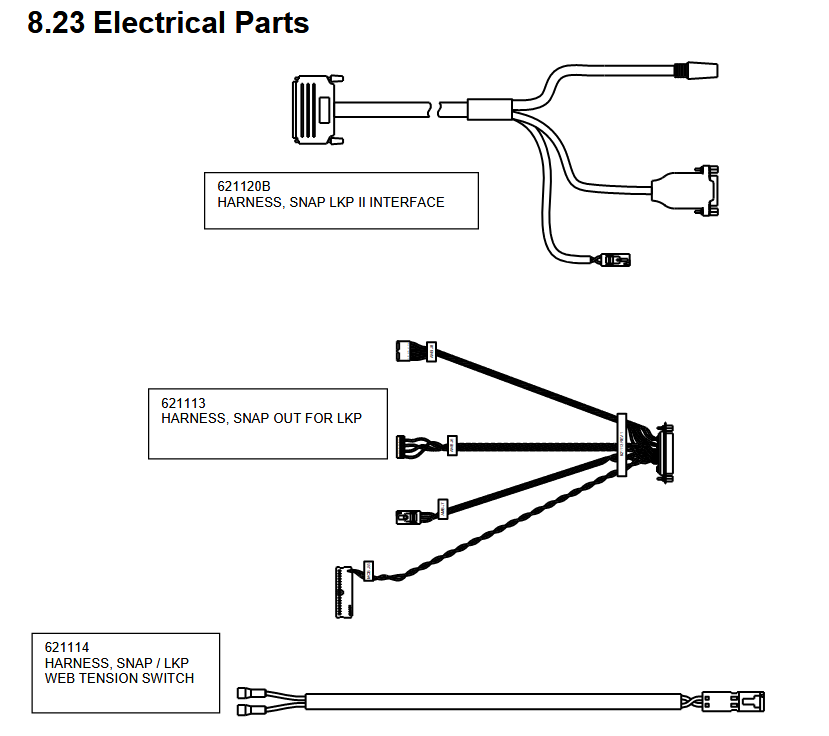 8.23 Electrical Parts
621120B
HARNESS, SNAP LKP II INTERFACE
621113
HARNESS, SNAP OUT FOR LKP
621114
HARNESS, SNAP / LKP
WEB TENSION SWITCH